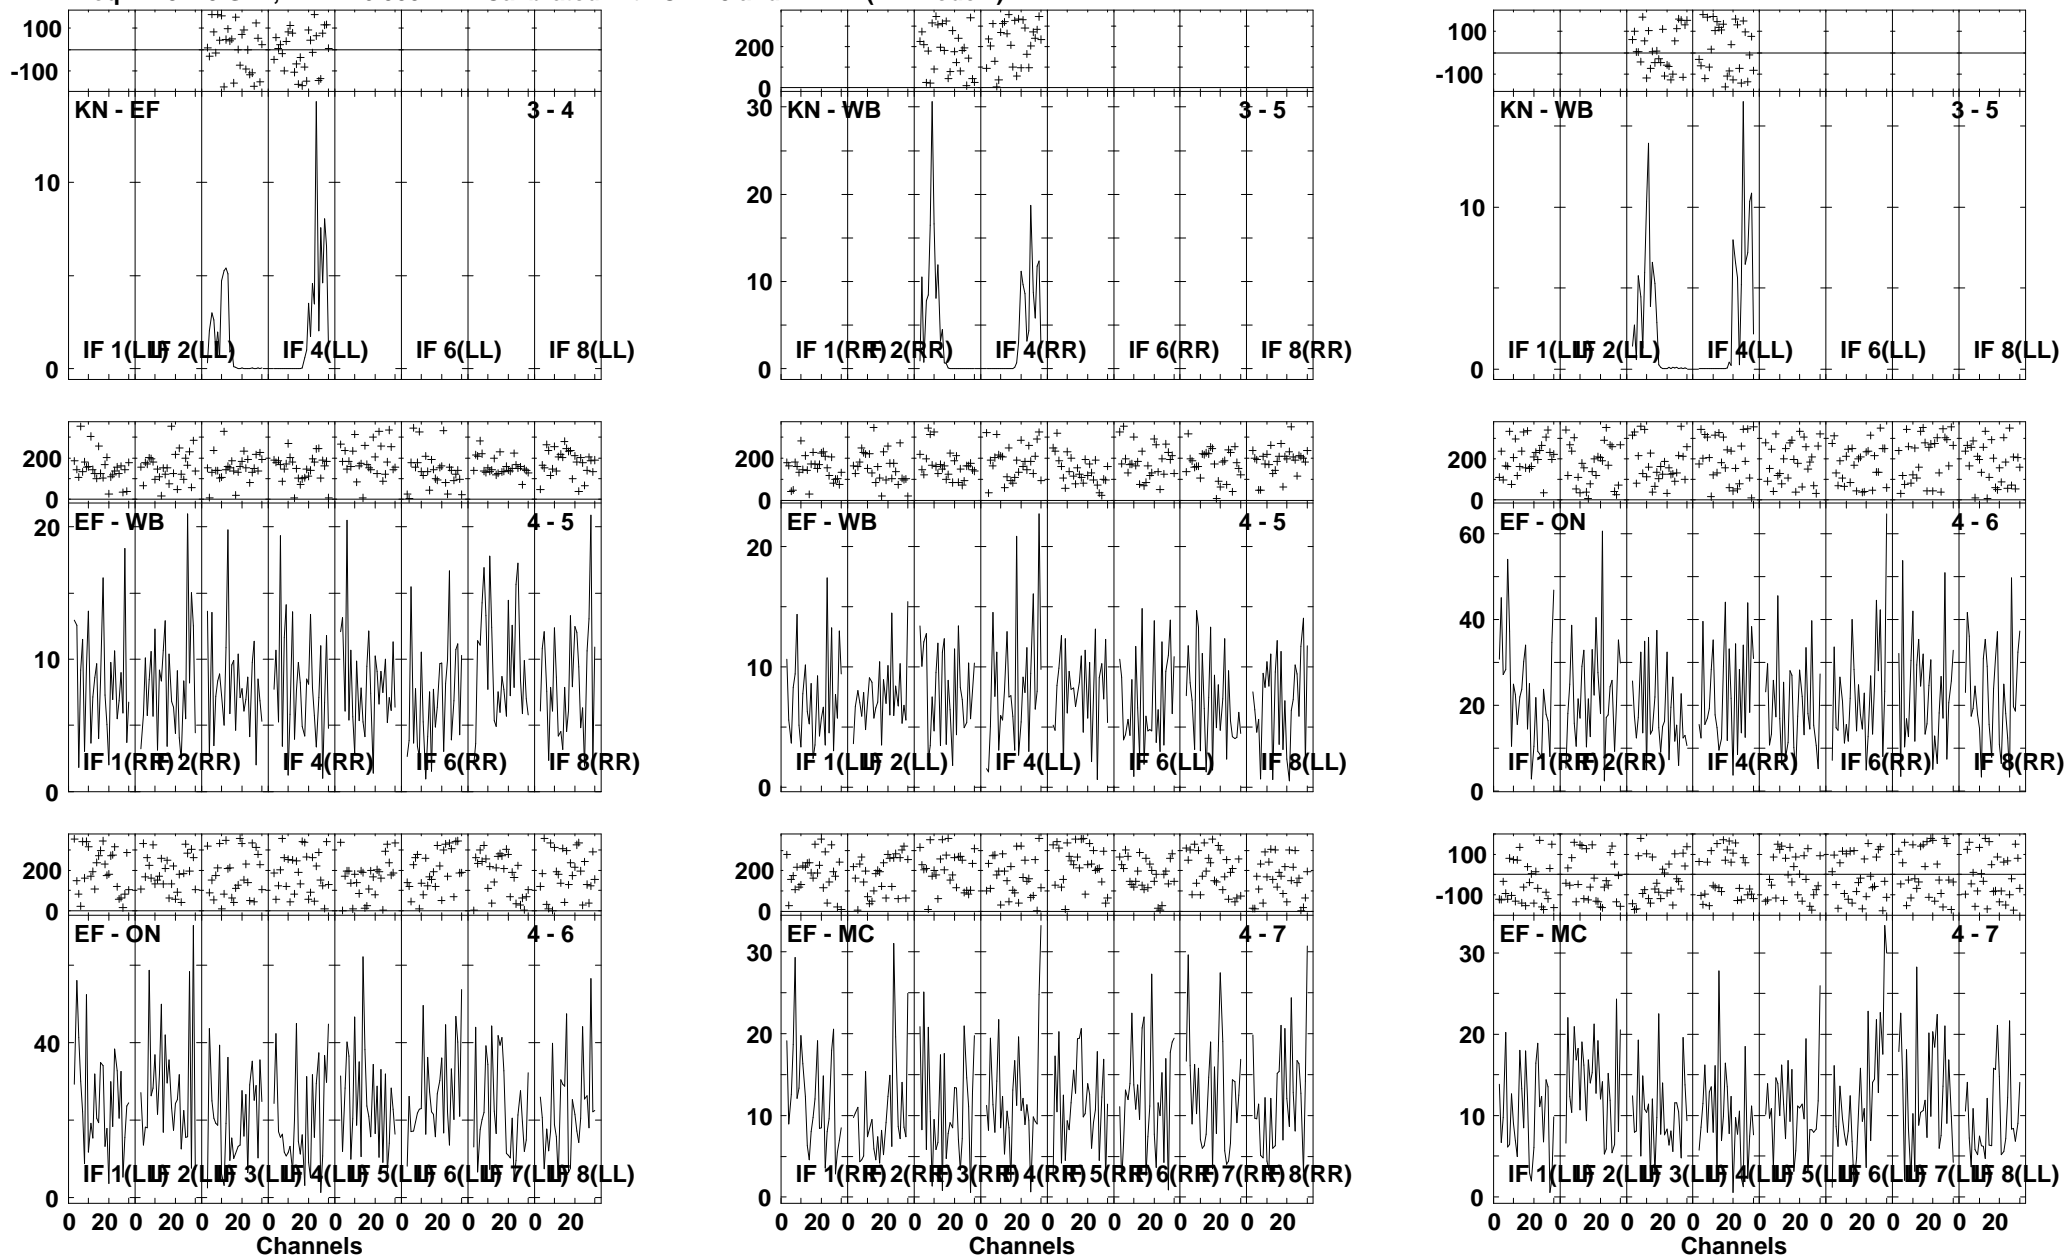 100
-100
KN - EF 3 - 4
10
0
IF 1(LL) IF 2(LL) IF 4(LL) IF 6(LL) IF 8(LL)
200
0
KN - WB 3 - 5
30
20
10
0
IF 1(RR) IF 2(RR) IF 4(RR) IF 6(RR) IF 8(RR)
100
-100
KN - WB 3 - 5
10
0
IF 1(LL) IF 2(LL) IF 4(LL) IF 6(LL) IF 8(LL)
200
0
EF - WB 4 - 5
20
10
0
IF 1(RR) IF 2(RR) IF 4(RR) IF 6(RR) IF 8(RR)
200
0
EF - WB 4 - 5
20
10
0
IF 1(LL) IF 2(LL) IF 4(LL) IF 6(LL) IF 8(LL)
200
0
EF - ON 4 - 6
60
40
20
0
IF 1(RR) IF 2(RR) IF 4(RR) IF 6(RR) IF 8(RR)
200
0
EF - ON 4 - 6
40
0
IF 1(LL) IF 2(LL) IF 3(LL) IF 4(LL) IF 5(LL) IF 6(LL) IF 7(LL) IF 8(LL)
0 20 0 20 0 20 0 20 0 20 0 20 0 20 0 20
Channels
200
0
EF - MC 4 - 7
30
20
10
0
IF 1(RR) IF 2(RR) IF 3(RR) IF 4(RR) IF 5(RR) IF 6(RR) IF 7(RR) IF 8(RR)
0 20 0 20 0 20 0 20 0 20 0 20 0 20 0 20
Channels
100
-100
EF - MC 4 - 7
30
20
10
0
IF 1(LL) IF 2(LL) IF 3(LL) IF 4(LL) IF 5(LL) IF 6(LL) IF 7(LL) IF 8(LL)
0 20 0 20 0 20 0 20 0 20 0 20 0 20 0 20
Channels